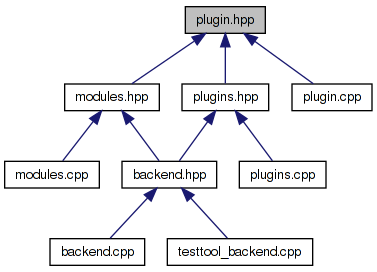 plugin.hpp
modules.hpp
plugins.hpp
plugin.cpp
modules.cpp
backend.hpp
plugins.cpp
backend.cpp
testtool_backend.cpp